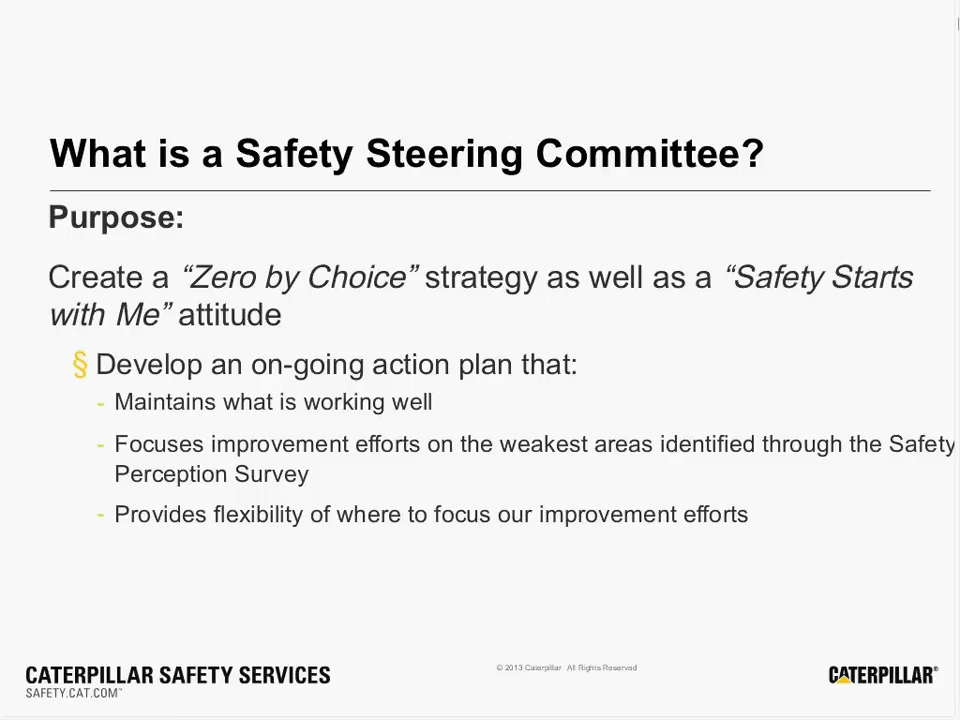 What is a Safety Steering Committee?
Purpose:
Create a “Zero by Choice” strategy as well as a “Safety Starts
with Me” attitude
§ Develop an on-going action plan that:
- Maintains what is working well
- Focuses improvement efforts on the weakest areas identified through the Safety
Perception Survey
- Provides flexibility of where to focus our improvement efforts
CATERPILLAR SAFETY SERVICES
SAFETY.CAT.COM™
© 2013 Caterpillar All Rights Reserved
CATERPILLAR®